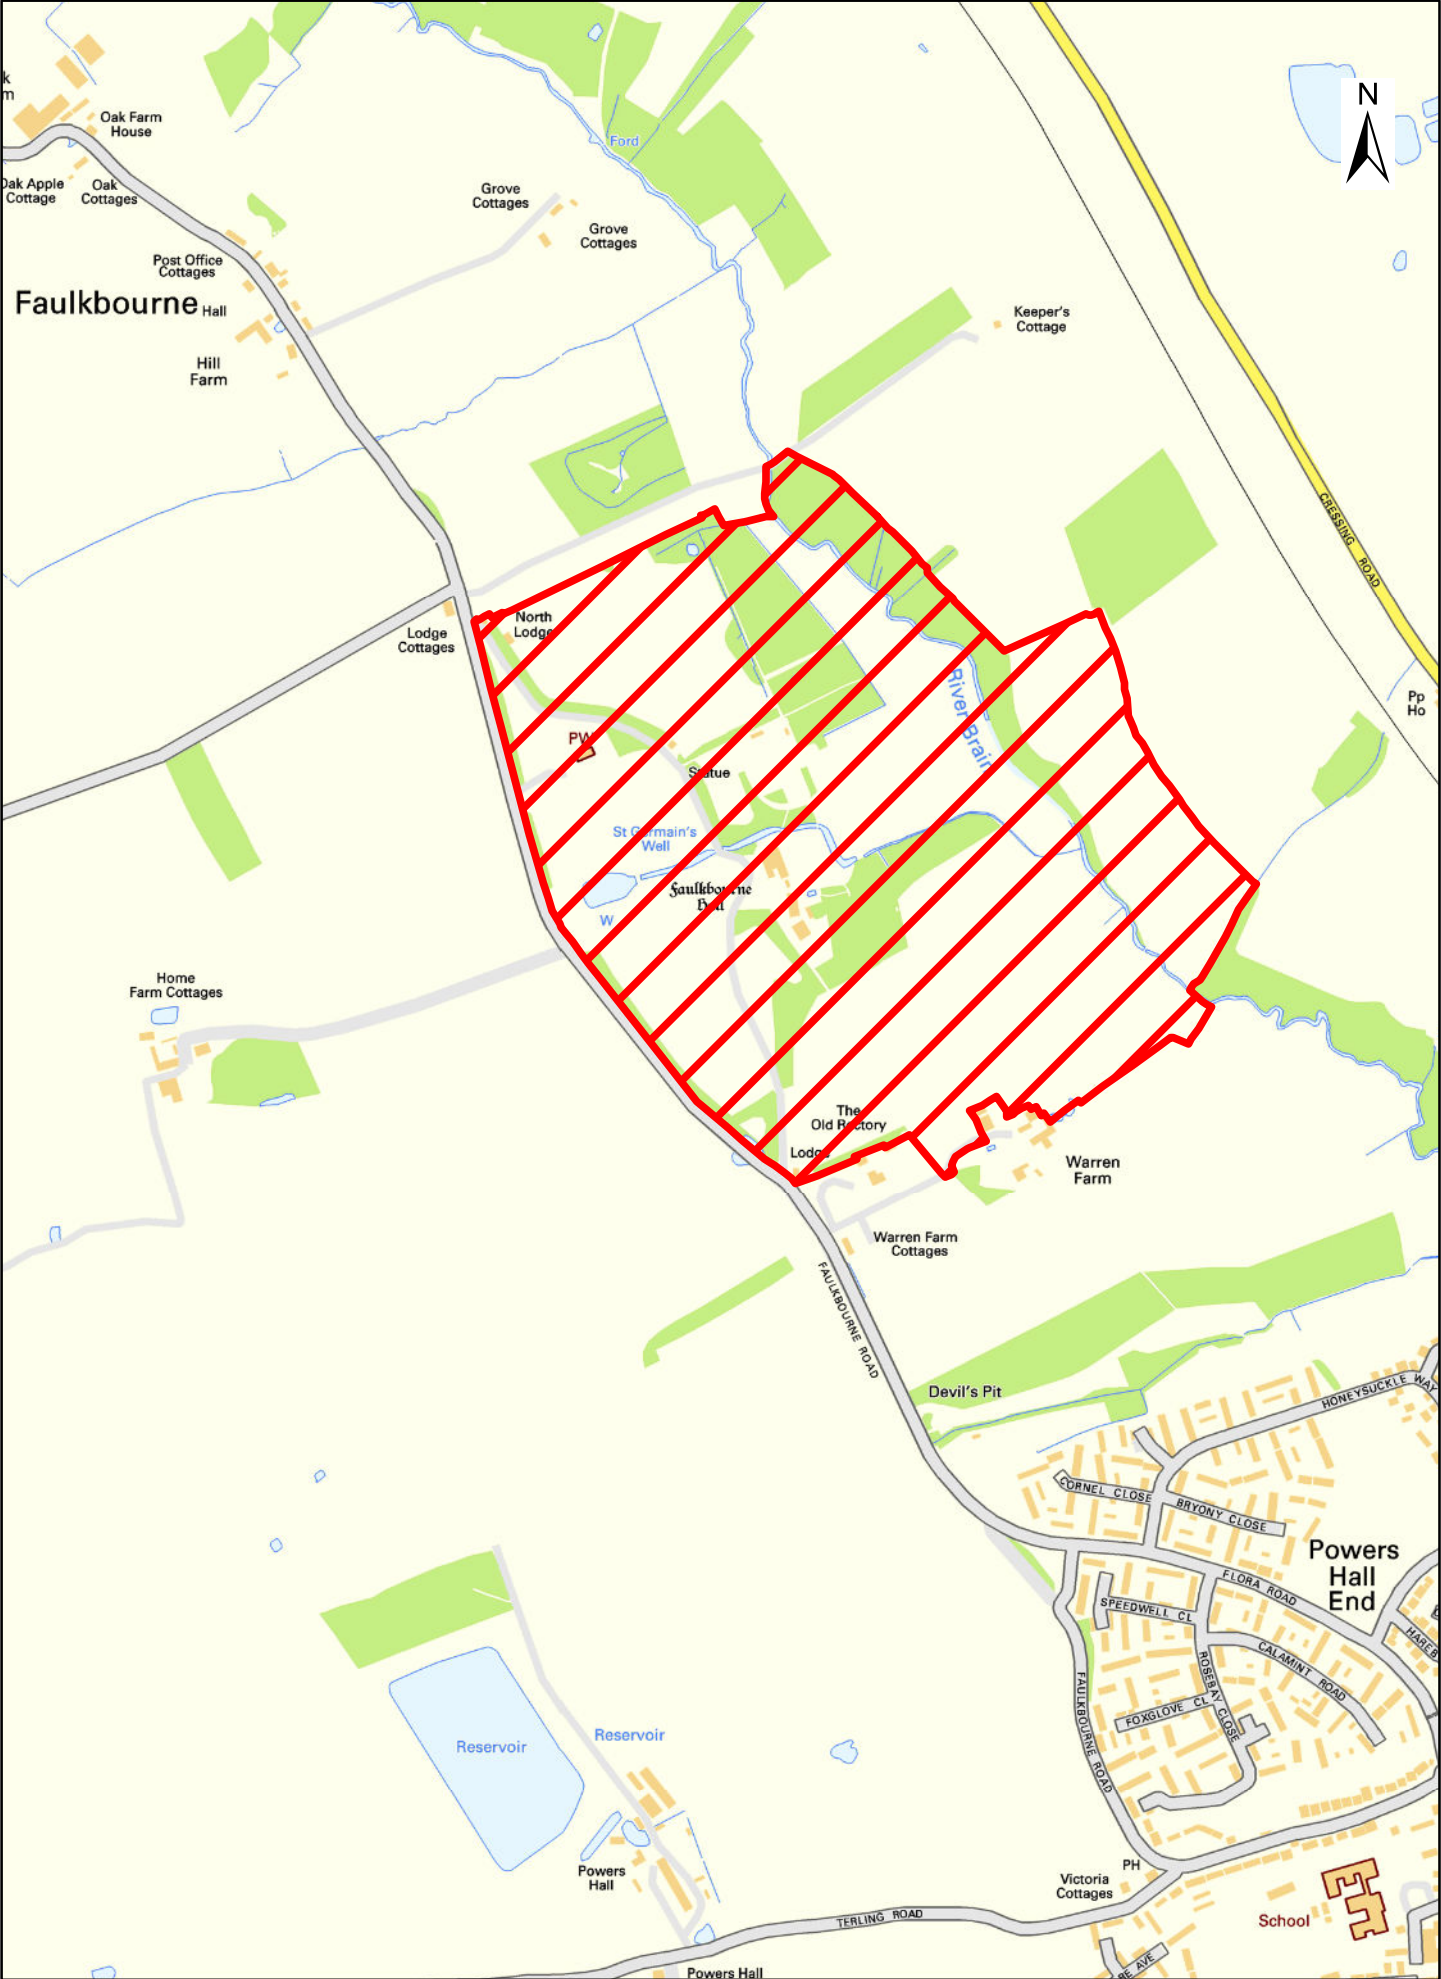 N
k
m
Oak Farm
House
Oak Apple
Cottage
Oak
Cottages
Ford
Grove
Cottages
Grove
Cottages
Post Office
Cottages
Faulkbourne
Hall
Hill
Farm
Keeper's
Cottage
CRESSING ROAD
North
Lodge
Lodge
Cottages
River Brain
Pp
Ho
PW
Statue
St Germain's
Well
Faulkbourne
Hall
W
Home
Farm Cottages
The
Old Rectory
Lodge
Warren
Farm
Warren Farm
Cottages
FAULKBOURNE ROAD
Devil's Pit
HONEYSUCKLE WAY
CORNEL CLOSE
BRYONY CLOSE
Powers
Hall
End
FLORA ROAD
SPEEDWELL CL
HAREB
CALAMINT ROAD
ROSEBAY CLOSE
FOXGLOVE CL
FAULKBOURNE ROAD
Reservoir
Reservoir
Powers
Hall
PH
Victoria
Cottages
School
TERLING ROAD
RE AVE
Powers Hall